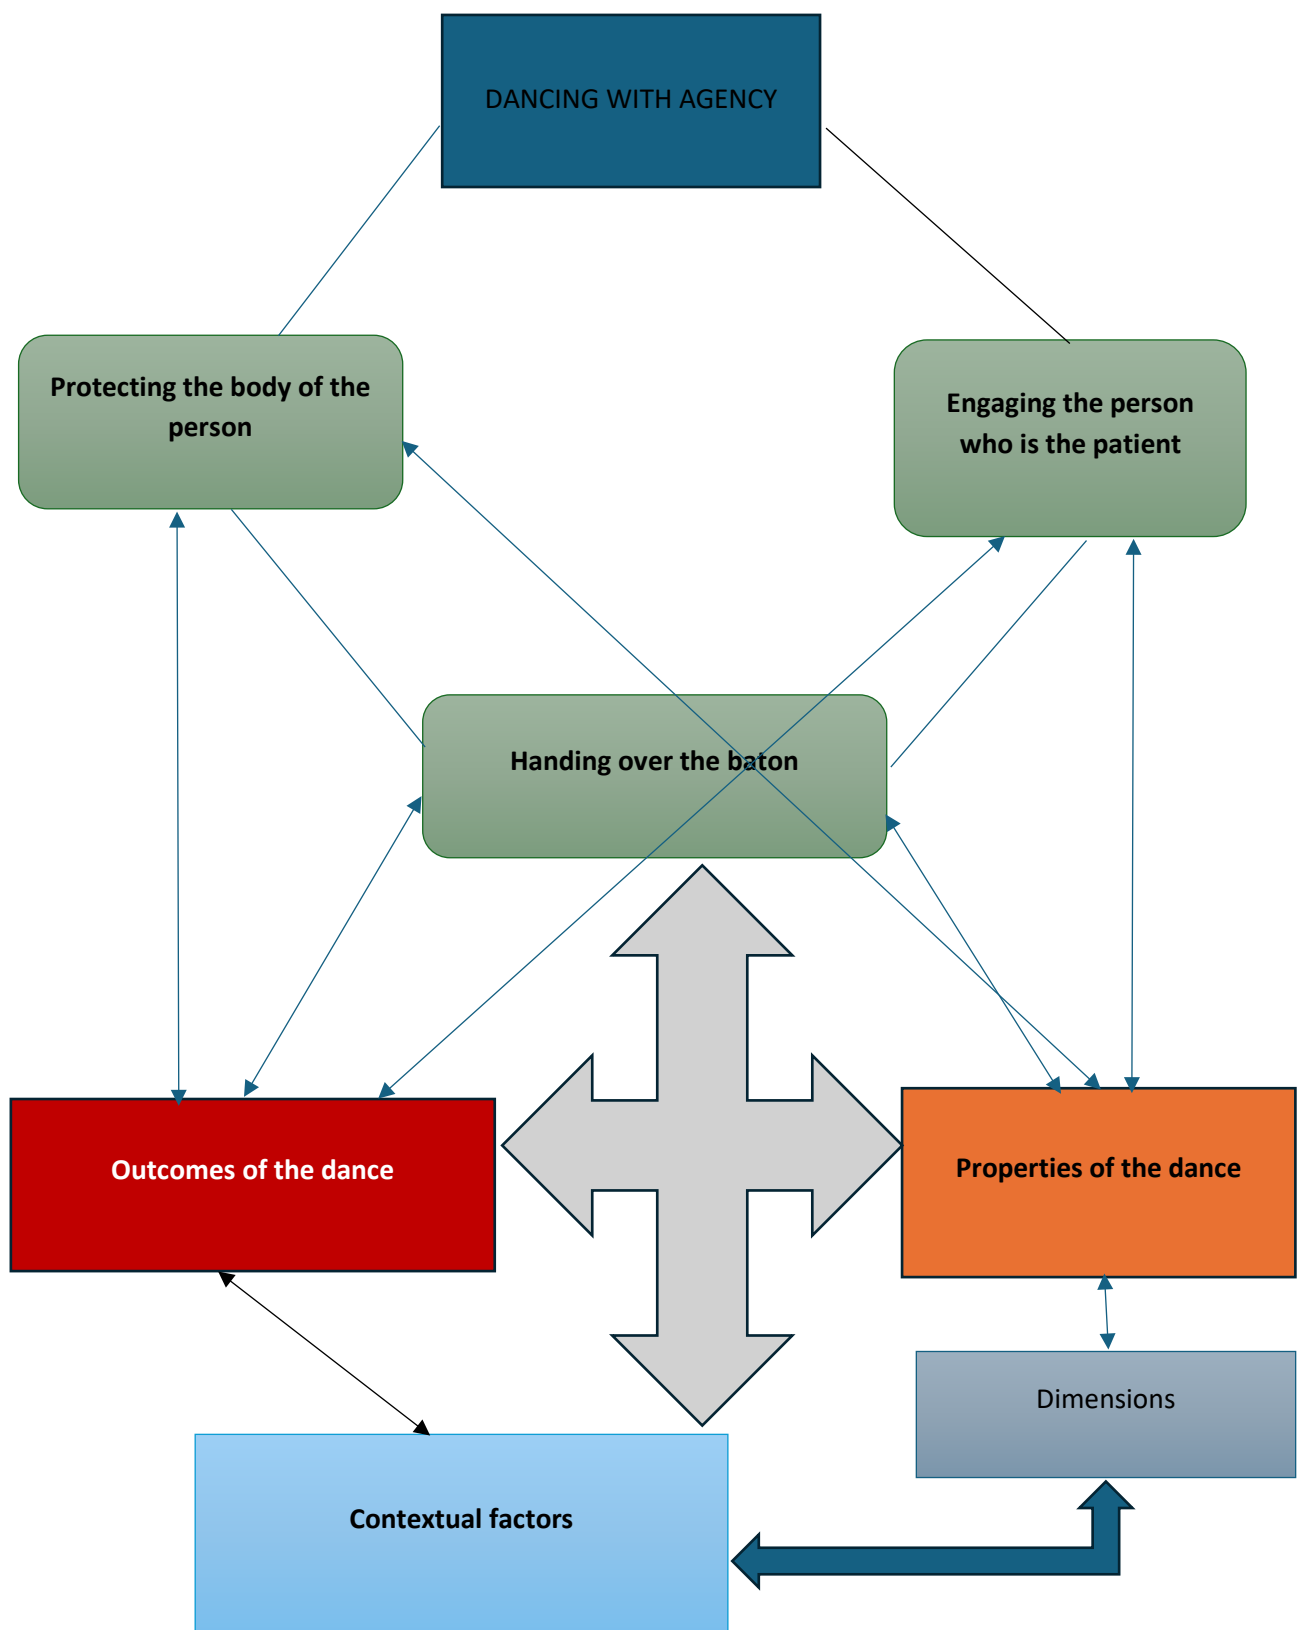 DANCING WITH AGENCY
Protecting the body of the
person
Engaging the person
who is the patient
Handing over the baton
Outcomes of the dance
Properties of the dance
Dimensions
Contextual factors